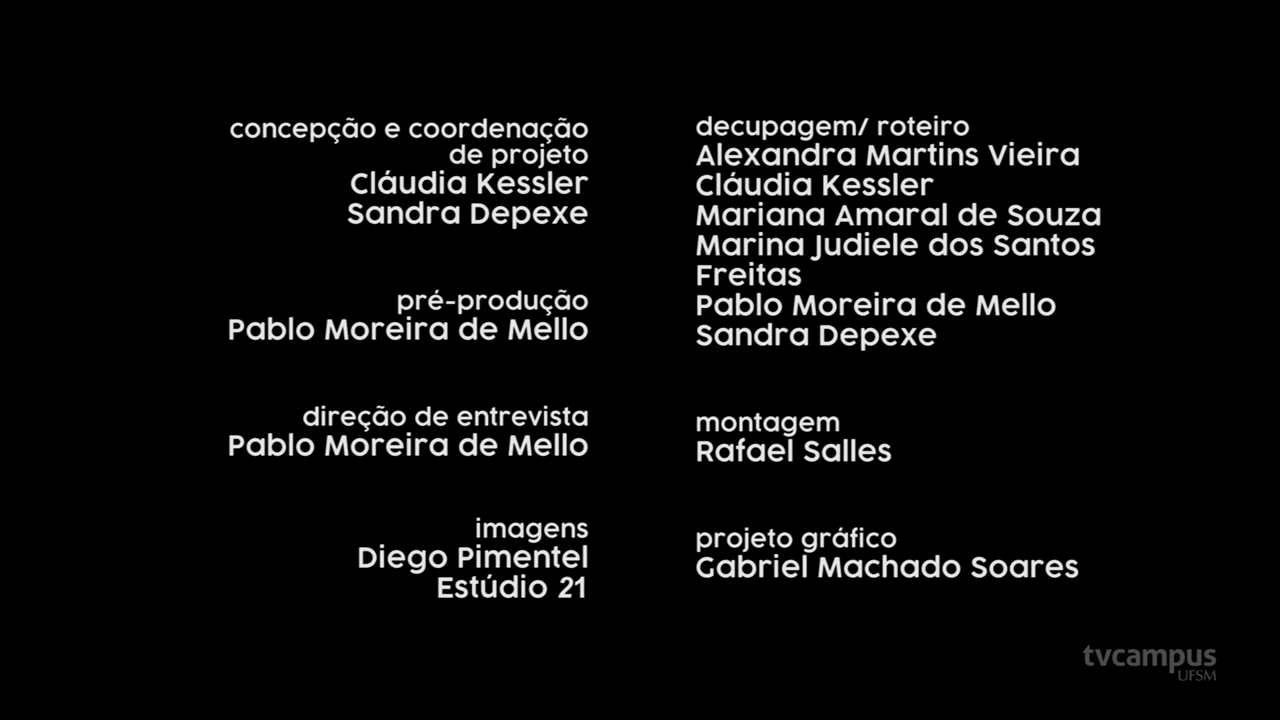 concepção e coordenação
de projeto
Cláudia Kessler
Sandra Depexe
pré-produção
Pablo Moreira de Mello
direção de entrevista
Pablo Moreira de Mello
imagens
Diego Pimentel
Estúdio 21
decupagem/ roteiro
Alexandra Martins Vieira
Cláudia Kessler
Mariana Amaral de Souza
Marina Judiele dos Santos
Freitas
Pablo Moreira de Mello
Sandra Depexe
montagem
Rafael Salles
projeto gráfico
Gabriel Machado Soares
tvcampus
UFSM